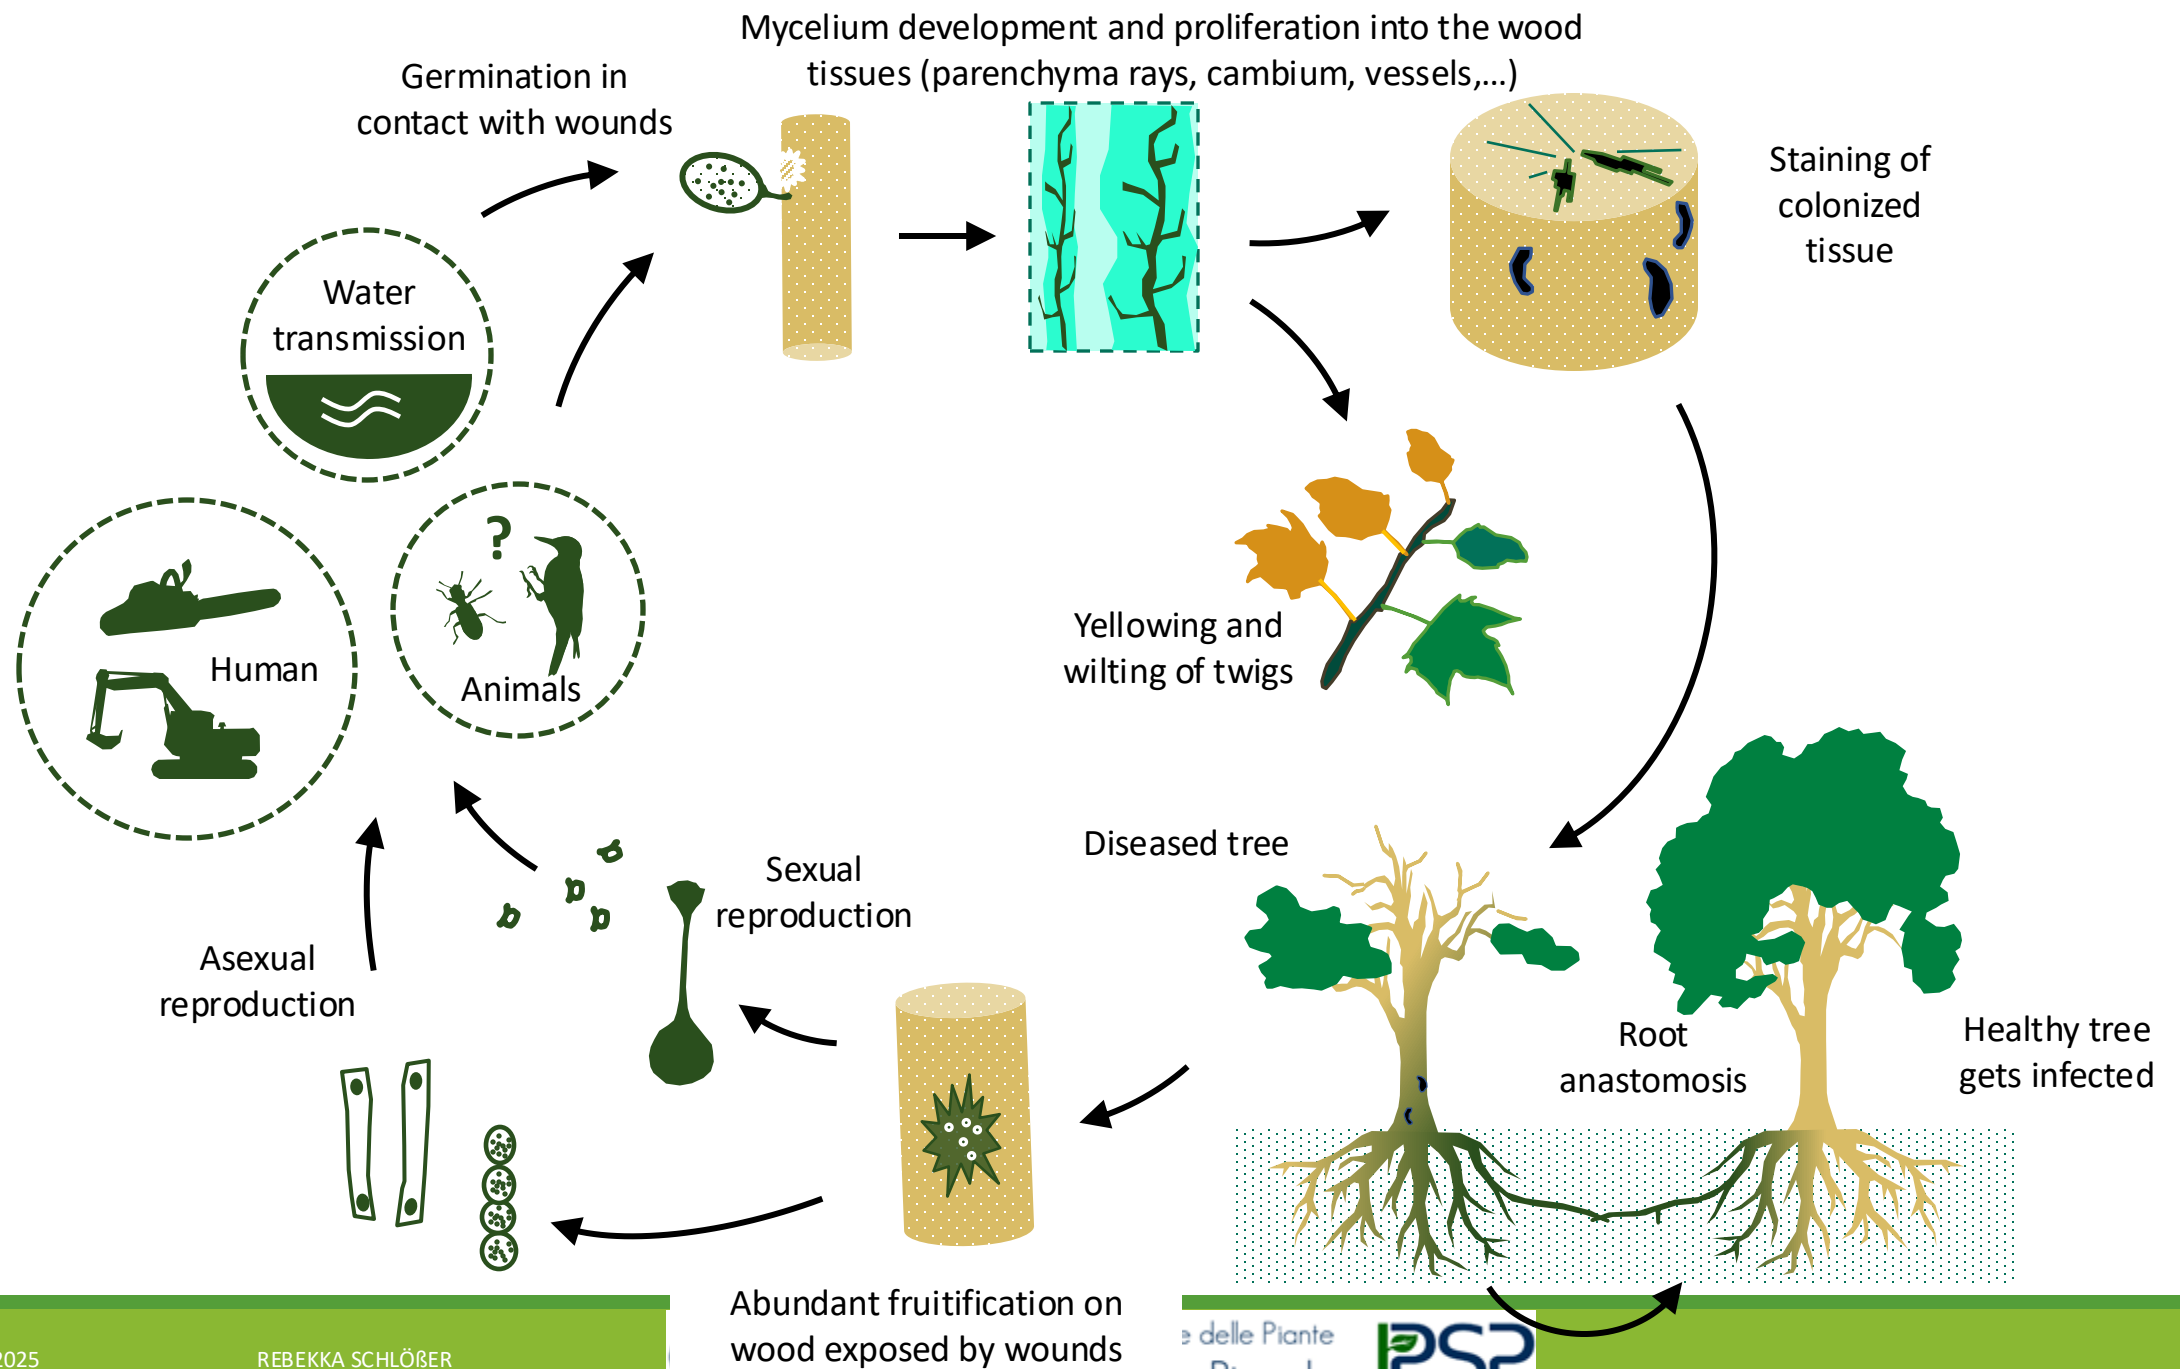 Mycelium development and proliferation into the wood
tissues (parenchyma rays, cambium, vessels,...)
Germination in
contact with wounds
Staining of
colonized
tissue
Water
transmission
?
Human
Animals
Yellowing and
wilting of twigs
Diseased tree
Sexual
reproduction
Asexual
reproduction
Root
anastomosis
Healthy tree
gets infected
Abundant fruitification on
wood exposed by wounds
2025
REBEKKA SCHLÖßER
e delle Piante
IPSP